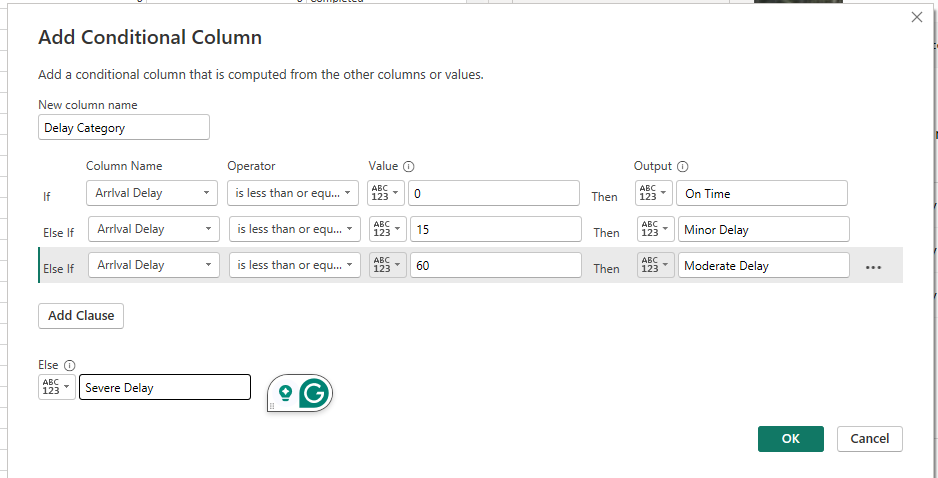 Completed
Add Conditional Column
Add a conditional column that is computed from the other columns or values.
New column name
Delay Category
Column Name Operator Value Output
If Arrlval Delay is less than or equ... ABC 123 0 Then ABC 123 On Time
Else If Arrlval Delay is less than or equ... ABC 123 15 Then ABC 123 Minor Delay
Else If Arrlval Delay is less than or equ... ABC 123 60 Then ABC 123 Moderate Delay ...
Add Clause
Else
ABC 123 Severe Delay
G
OK Cancel